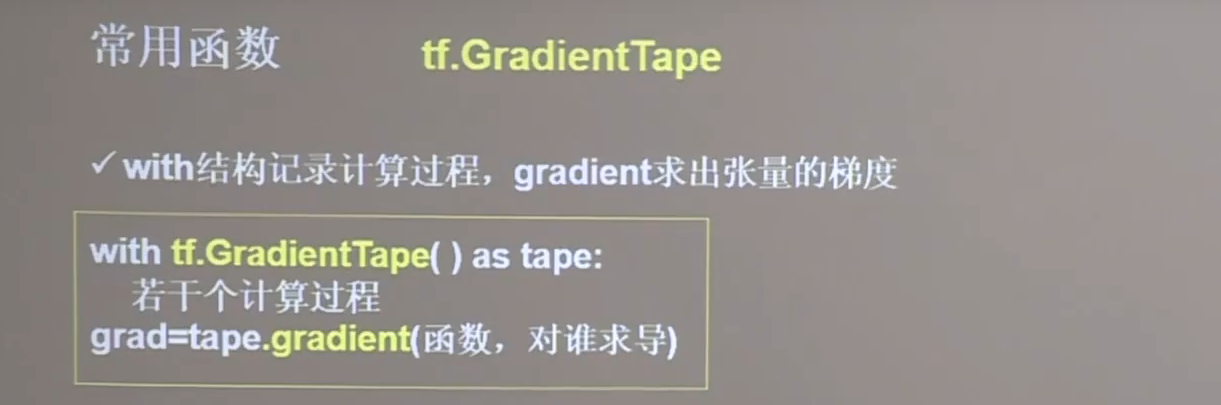 常用函数 tf.GradientTape
✓with结构记录计算过程，gradient求出张量的梯度
with tf.GradientTape( ) as tape:
若干个计算过程
grad=tape.gradient(函数，对谁求导)